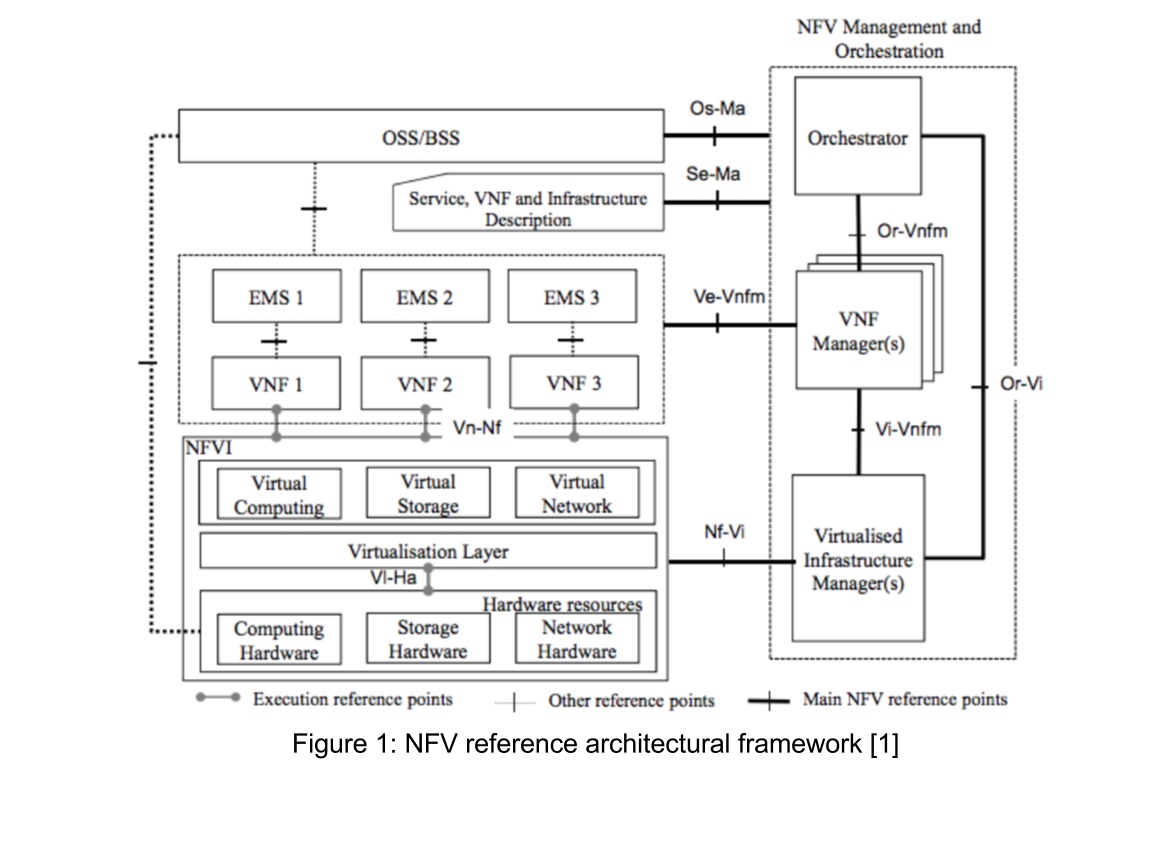 NFV Management and
Orchestration
Os-Ma
OSS/BSS
Orchestrator
Se-Ma
Service, VNF and Infrastructure
Description
Or-Vnfm
EMS 1
EMS 2
EMS 3
Ve-Vnfm
VNF
Manager(s)
VNF 1
VNF 2
VNF 3
Or-Vi
Vn-Nf
Vi-Vnfm
NFVI
Virtual
Computing
Virtual
Storage
Virtual
Network
Nf-Vi
Virtualised
Infrastructure
Manager(s)
Virtualisation Layer
Vl-Ha
Hardware resources
Computing
Hardware
Storage
Hardware
Network
Hardware
Execution reference points
Other reference points
Main NFV reference points
Figure 1: NFV reference architectural framework [1]